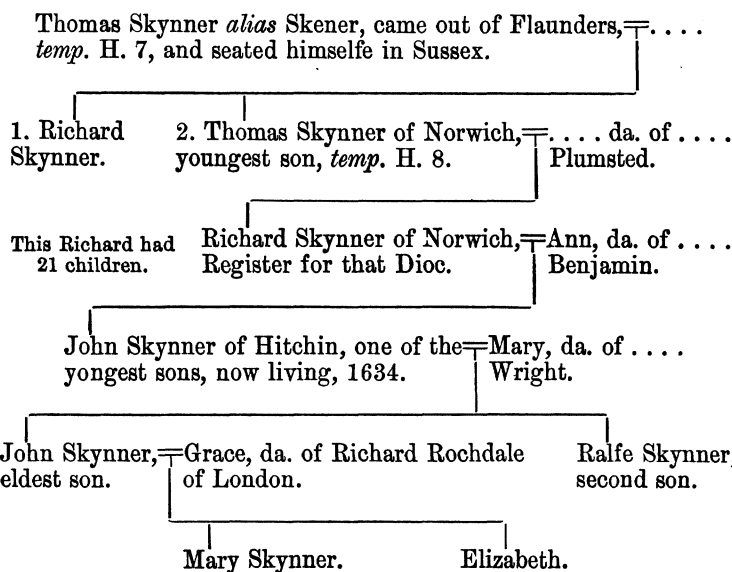 Thomas Skynner alias Skener, came out of Flaunders,=. . . .
temp. H. 7, and seated himselfe in Sussex.
1. Richard
Skynner.
2. Thomas Skynner of Norwich,=. . . . da. of . . . .
youngest son, temp. H. 8.
Plumsted.
This Richard had
21 children.
Richard Skynner of Norwich,=Ann, da. of . . . .
Register for that Dioc.
Benjamin.
John Skynner of Hitchin, one of the=Mary, da. of . . . .
yongest sons, now living, 1634.
Wright.
John Skynner,=Grace, da. of Richard Rochdale
eldest son.
of London.
Ralfe Skynner,
second son.
Mary Skynner.
Elizabeth.